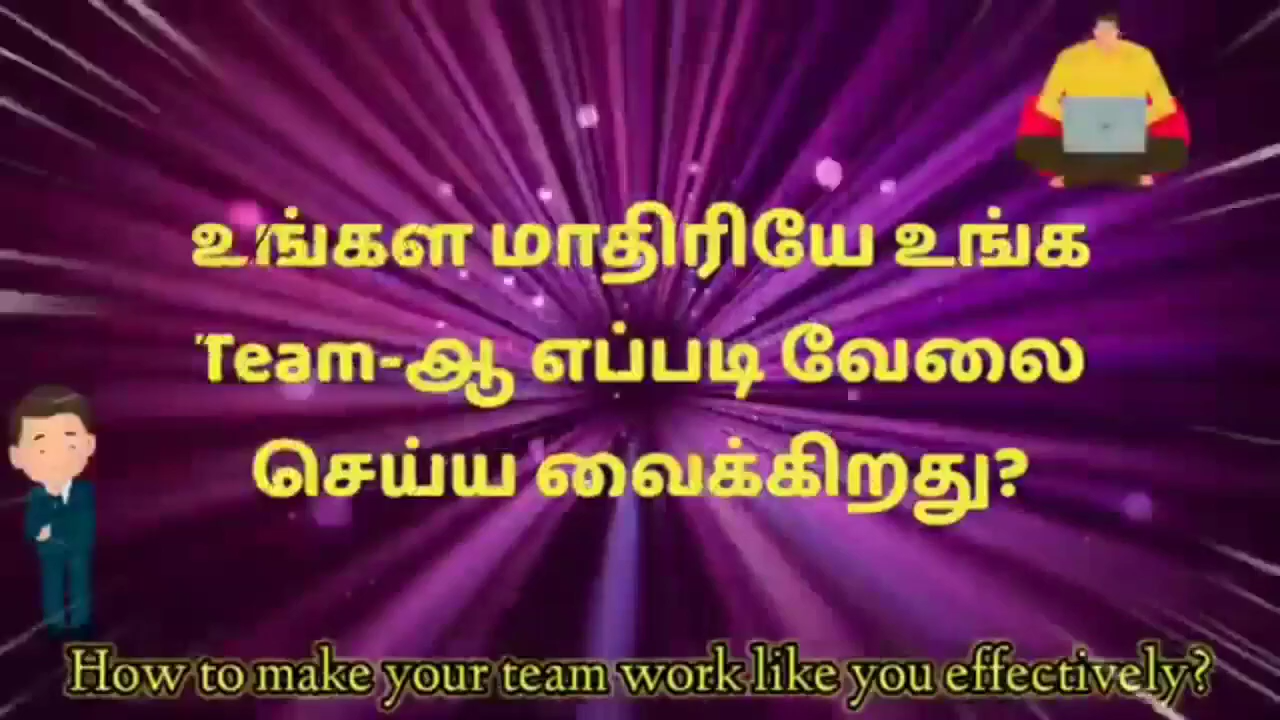 உங்கள மாதிரியே உங்க
Team-ஆ எப்படி வேலை
செய்ய வைக்கிறது?
How to make your team work like you effectively?